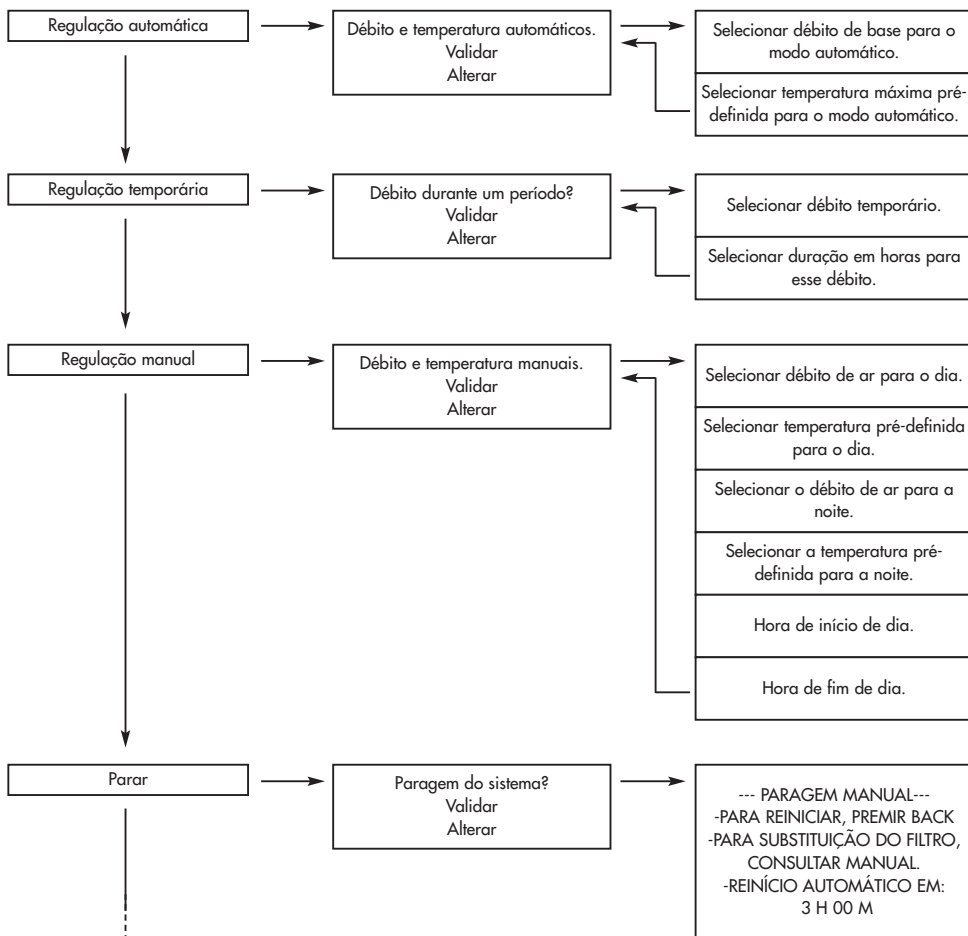 Regulação automática
Débito e temperatura automáticos.
Validar
Alterar
Selecionar débito de base para o
modo automático.
Selecionar temperatura máxima pré-
definida para o modo automático.
Regulação temporária
Débito durante um período?
Validar
Alterar
Selecionar débito temporário.
Selecionar duração em horas para
esse débito.
Regulação manual
Débito e temperatura manuais.
Validar
Alterar
Selecionar débito de ar para o dia.
Selecionar temperatura pré-definida
para o dia.
Selecionar o débito de ar para a
noite.
Selecionar a temperatura pré-
definida para a noite.
Hora de início de dia.
Hora de fim de dia.
Parar
Paragem do sistema?
Validar
Alterar
--- PARAGEM MANUAL---
-PARA REINICIAR, PREMIR BACK
-PARA SUBSTITUIÇÃO DO FILTRO,
CONSULTAR MANUAL.
-REINÍCIO AUTOMÁTICO EM:
3 H 00 M